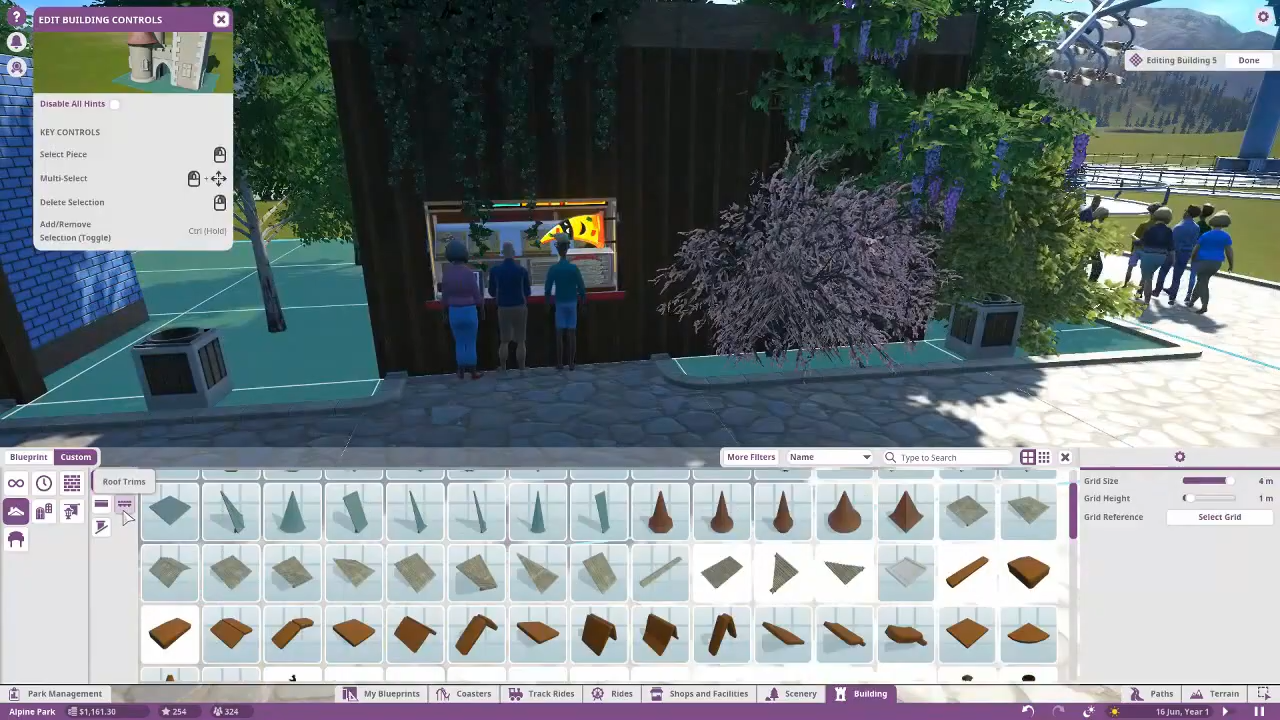 EDIT BUILDING CONTROLS
Editing Building 5
Done
Disable All Hints
KEY CONTROLS
Select Piece
Multi-Select
Delete Selection
Add/Remove
Selection (Toggle)
Ctrl (Hold)
Blueprint
Custom
More Filters
Name
Type to Search
Roof Trims
Grid Size
4 m
Grid Height
1 m
Grid Reference
Select Grid
Park Management
My Blueprints
Coasters
Track Rides
Rides
Shops and Facilities
Scenery
Building
Paths
Terrain
Alpine Park
$1,161.30
254
324
16 Jun, Year 1